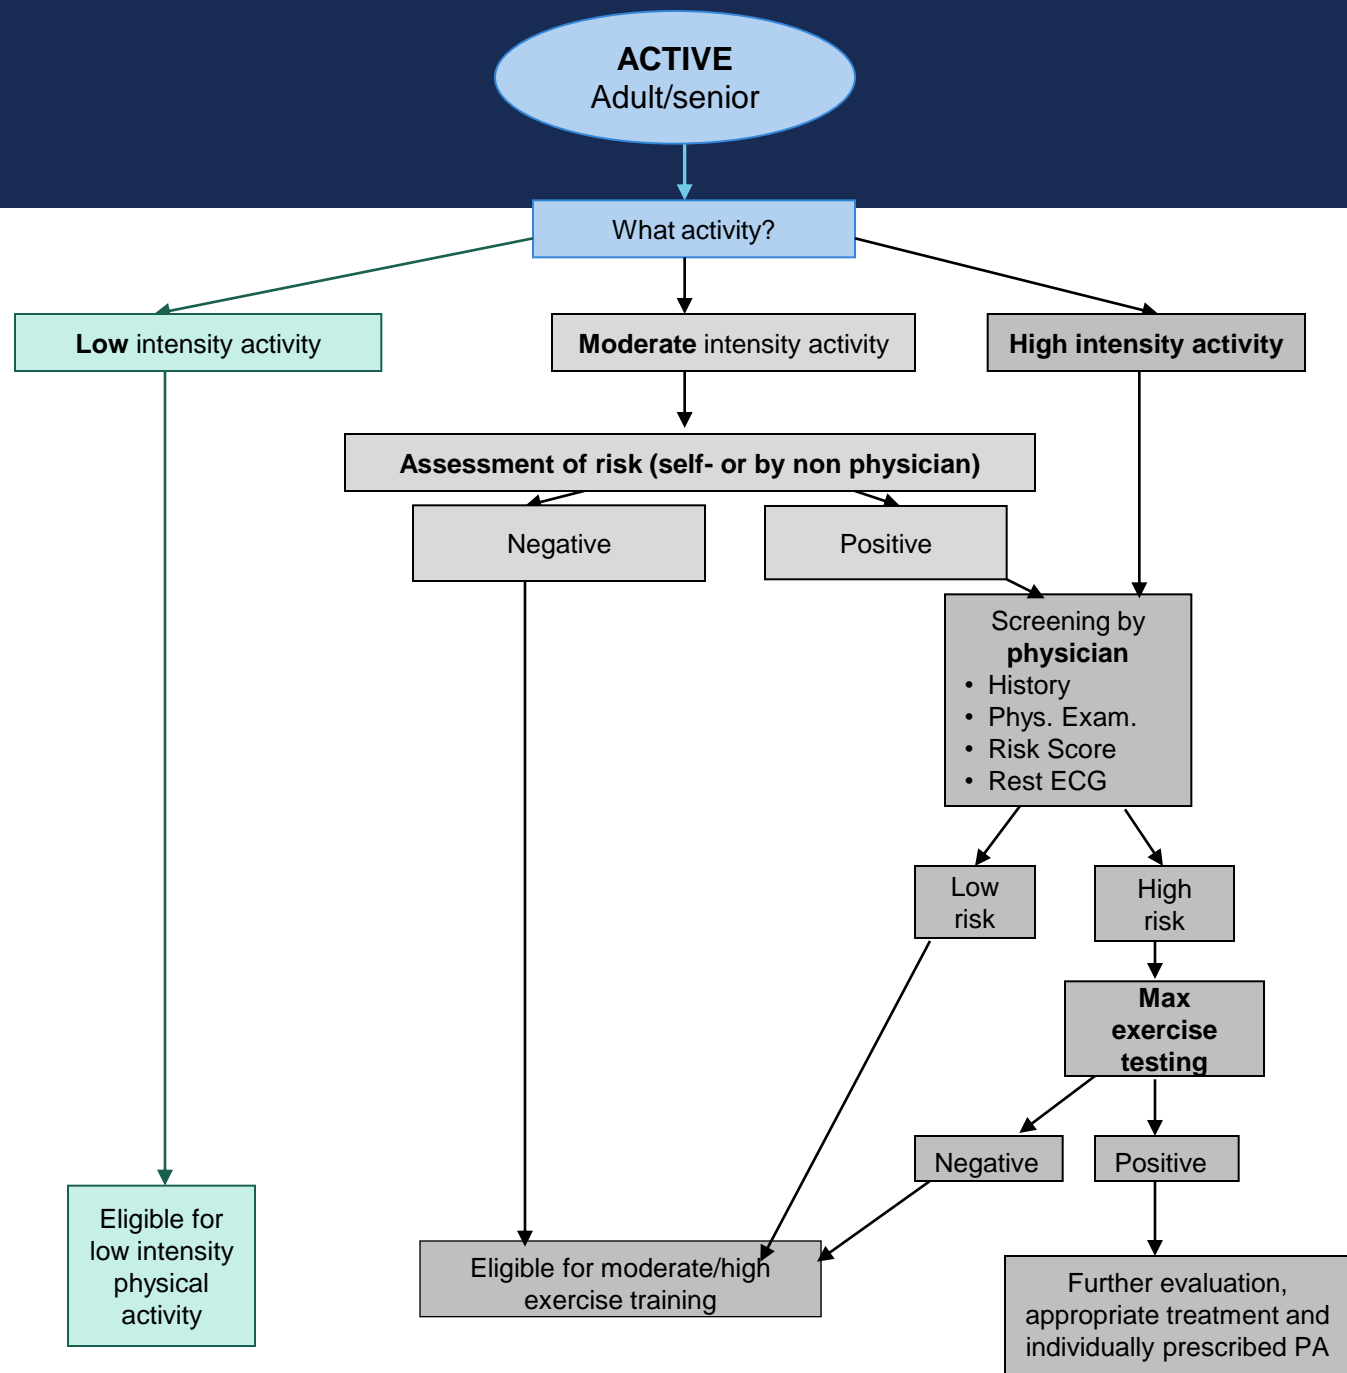 ACTIVE
Adult/senior
What activity?
Low intensity activity
Moderate intensity activity
High intensity activity
Assessment of risk (self- or by non physician)
Negative
Positive
Screening by
physician
• History
• Phys. Exam.
• Risk Score
• Rest ECG
Low
risk
High
risk
Max
exercise
testing
Negative
Positive
Eligible for
low intensity
physical
activity
Eligible for moderate/high
exercise training
Further evaluation,
appropriate treatment and
individually prescribed PA